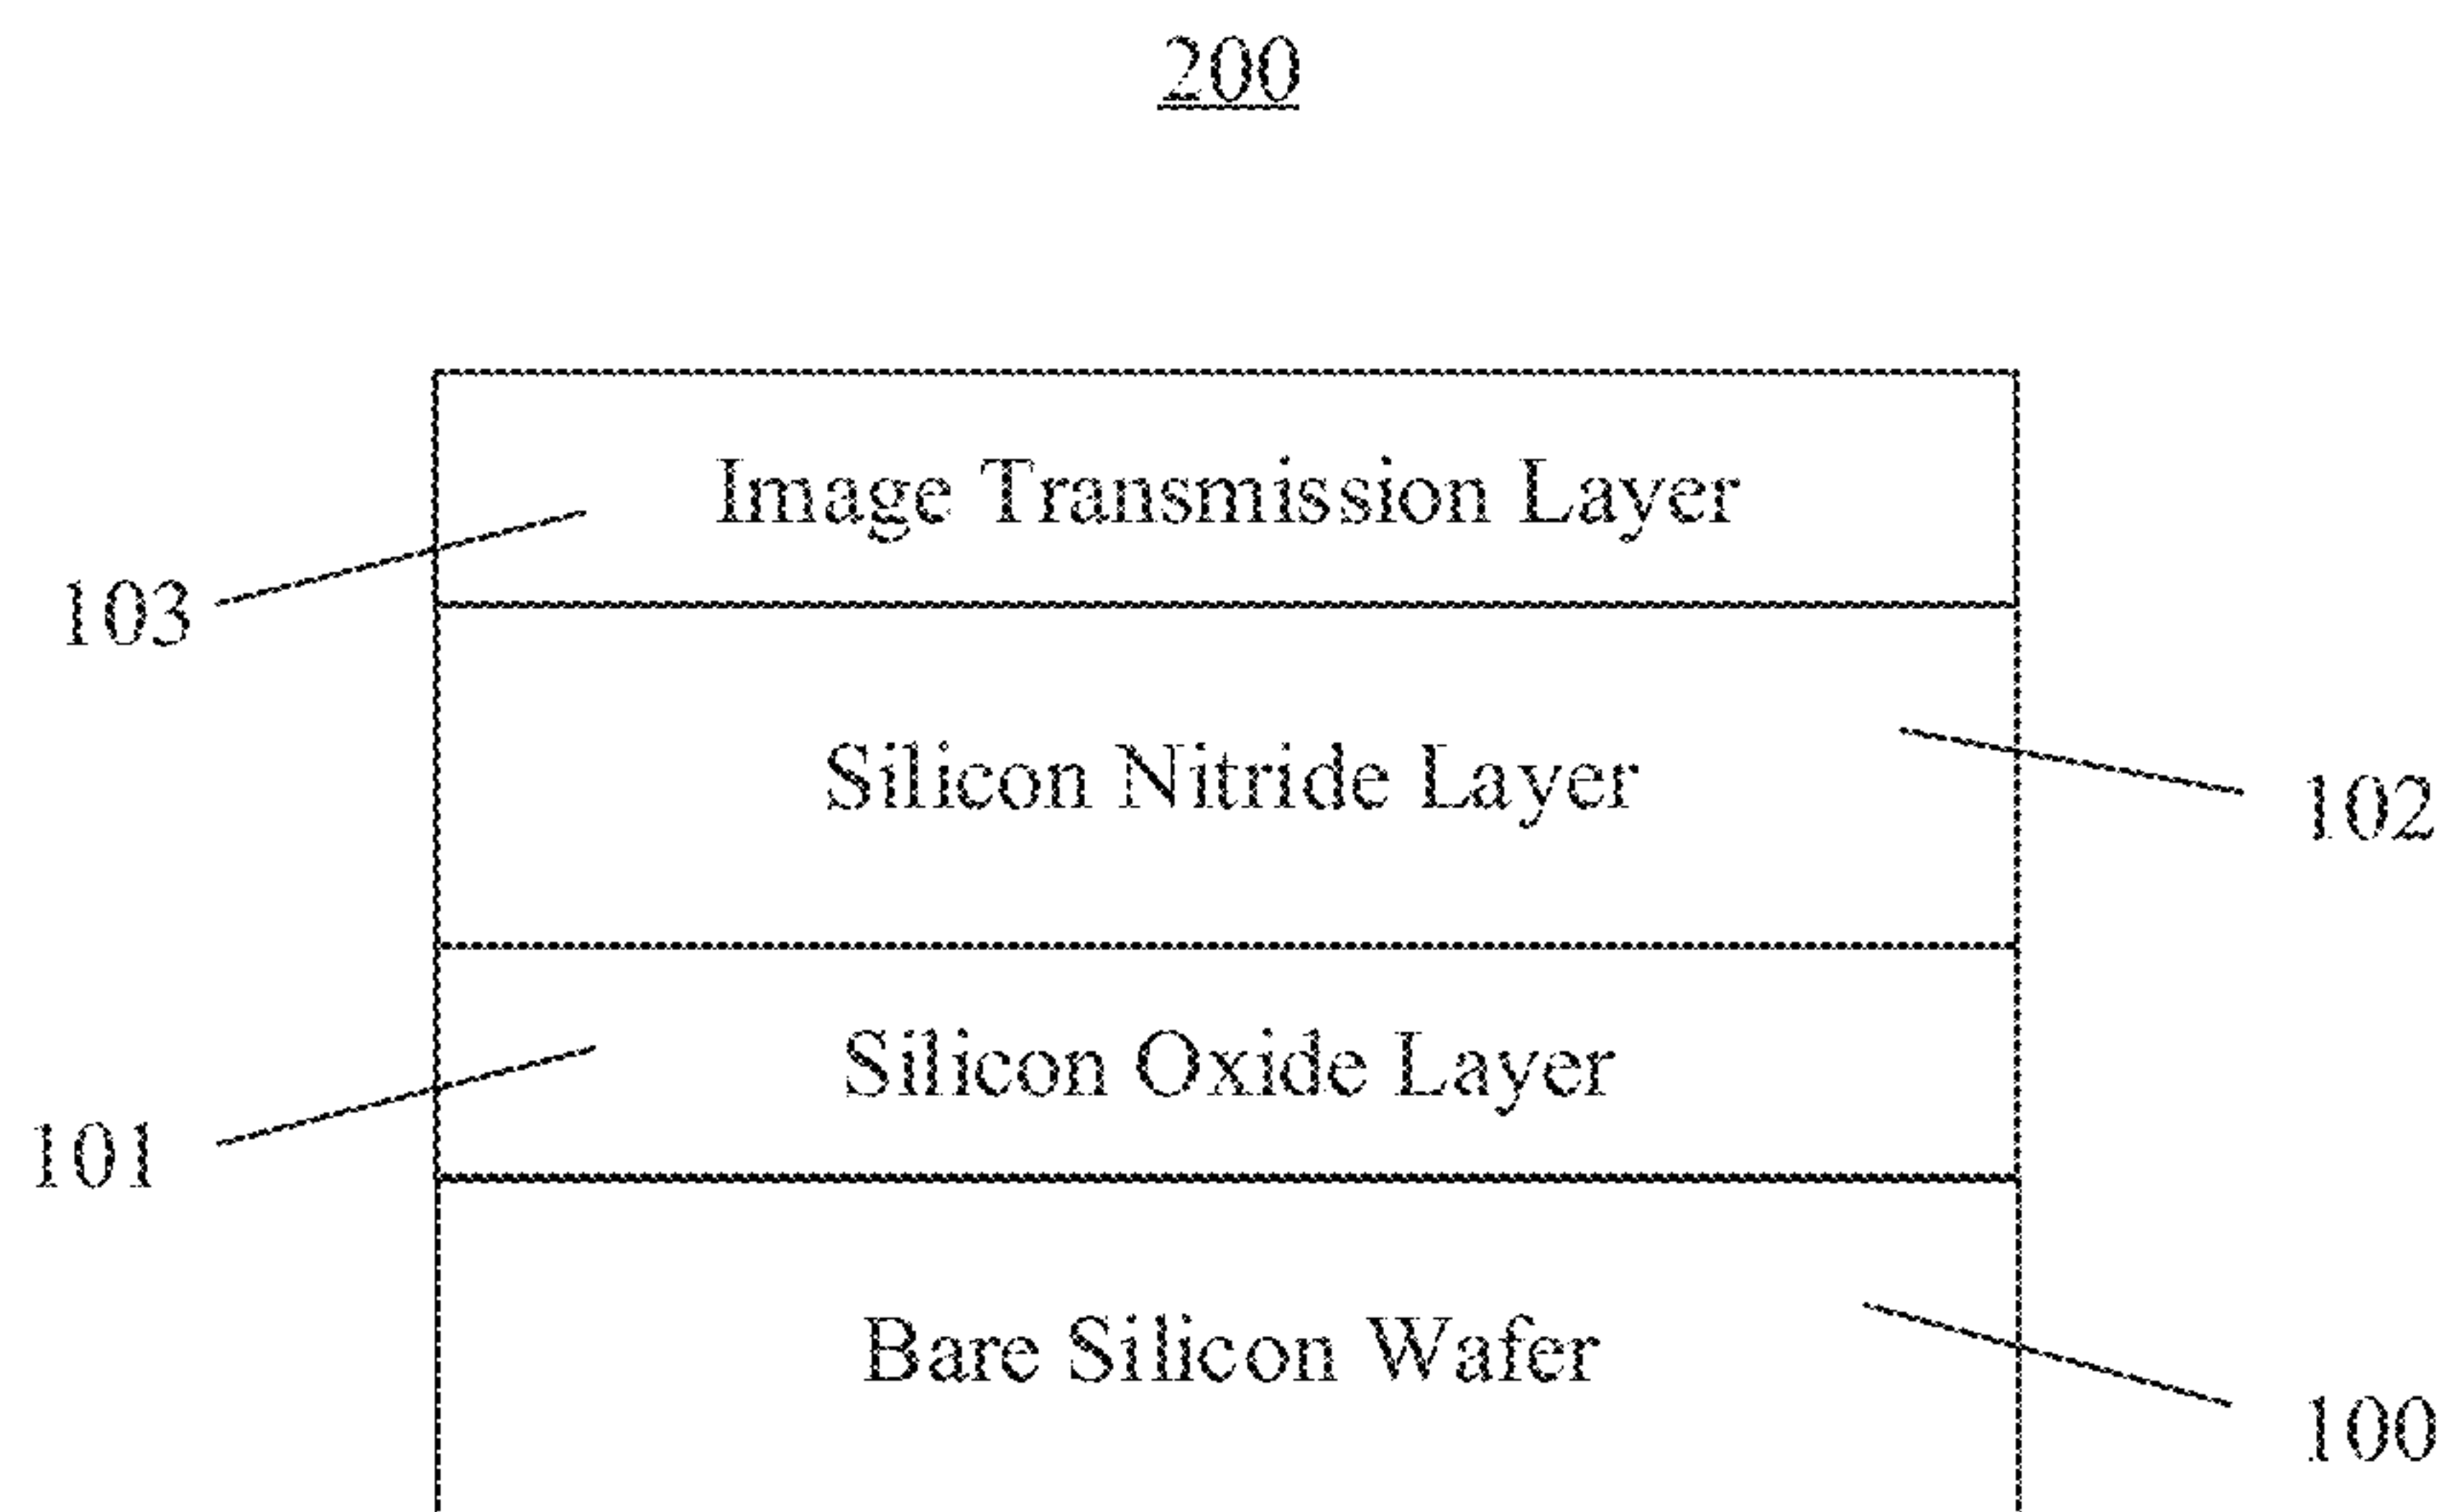 200
Image Transmission Layer
103
Silicon Nitride Layer
102
Silicon Oxide Layer
101
Bare Silicon Wafer
100